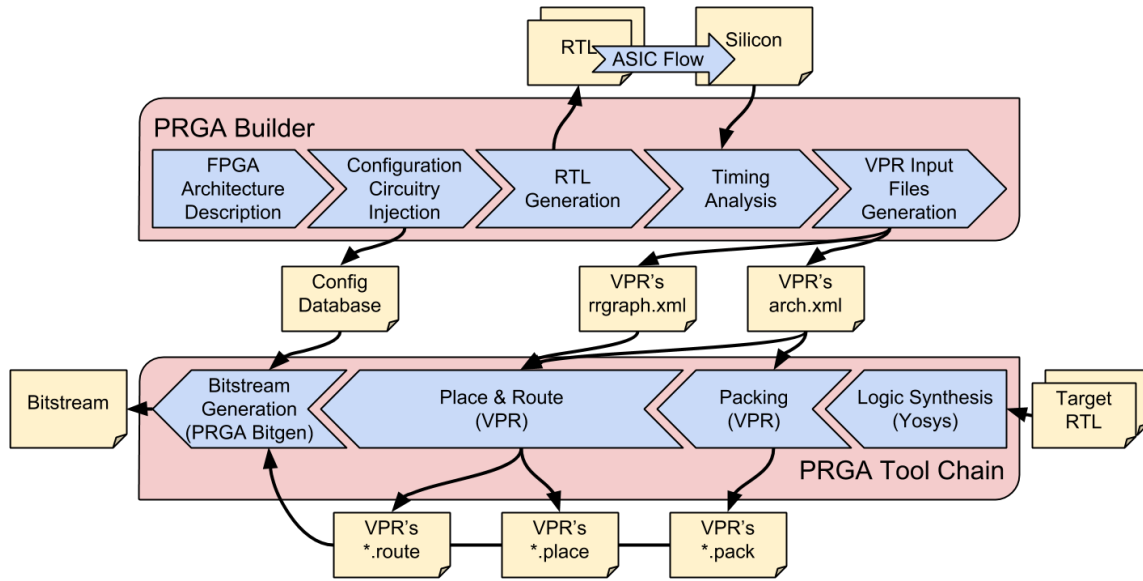 RTL
ASIC Flow
Silicon
PRGA Builder
FPGA
Architecture
Description
Configuration
Circuitry
Injection
RTL
Generation
Timing
Analysis
VPR Input
Files
Generation
Config
Database
VPR's
rrgraph.xml
VPR's
arch.xml
Bitstream
Bitstream
Generation
(PRGA Bitgen)
Place & Route
(VPR)
Packing
(VPR)
Logic Synthesis
(Yosys)
Target
RTL
PRGA Tool Chain
VPR's
*.route
VPR's
*.place
VPR's
*.pack